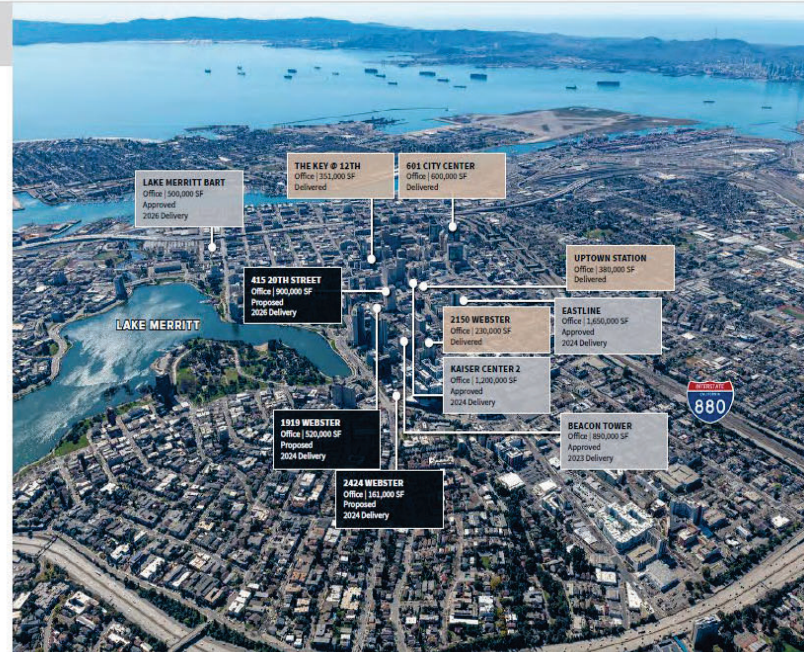 LAKE MERRITT BART
Office | 500,000 SF
Approved
2026 Delivery
THE KEY @ 12TH
Office | 351,000 SF
Delivered
601 CITY CENTER
Office | 600,000 SF
Delivered
415 20TH STREET
Office | 900,000 SF
Proposed
2026 Delivery
UPTOWN STATION
Office | 380,000 SF
Delivered
LAKE MERRITT
2150 WEBSTER
Office | 230,000 SF
Delivered
EASTLINE
Office | 1,650,000 SF
Approved
2024 Delivery
KAISER CENTER 2
Office | 1,200,000 SF
Approved
2024 Delivery
INTERSTATE
CALIFORNIA
880
1919 WEBSTER
Office | 520,000 SF
Proposed
2024 Delivery
BEACON TOWER
Office | 890,000 SF
Approved
2023 Delivery
2424 WEBSTER
Office | 161,000 SF
Proposed
2024 Delivery